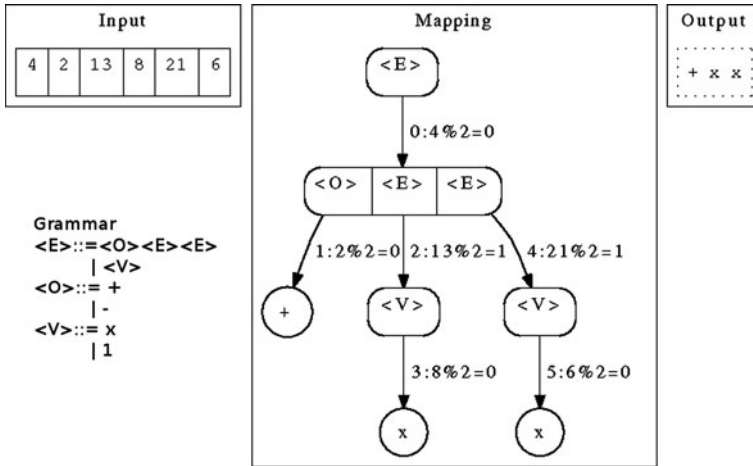 Input
4 2 13 8 21 6
Grammar
<E>::=<O><E><E>
| <V>
<O>::= +
| -
<V>::= x
| 1
Mapping
<E>
0:4%2=0
<O> <E> <E>
1:2%2=0 2:13%2=1 4:21%2=1
+ <V> <V>
3:8%2=0 5:6%2=0
x x
Output
+ x x